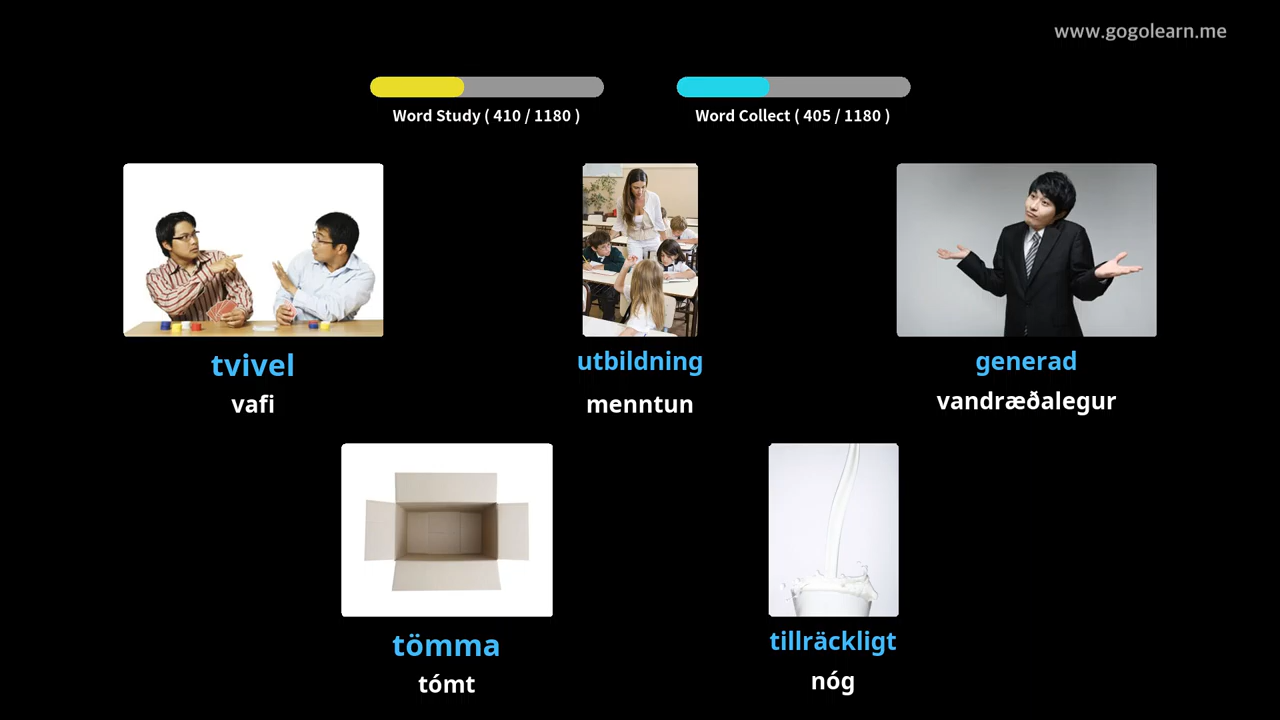 www.gogolearn.me
Word Study ( 410 / 1180 )
Word Collect ( 405 / 1180 )
tvivel
vafi
utbildning
menntun
generad
vandræðalegur
tömma
tómt
tillräckligt
nóg